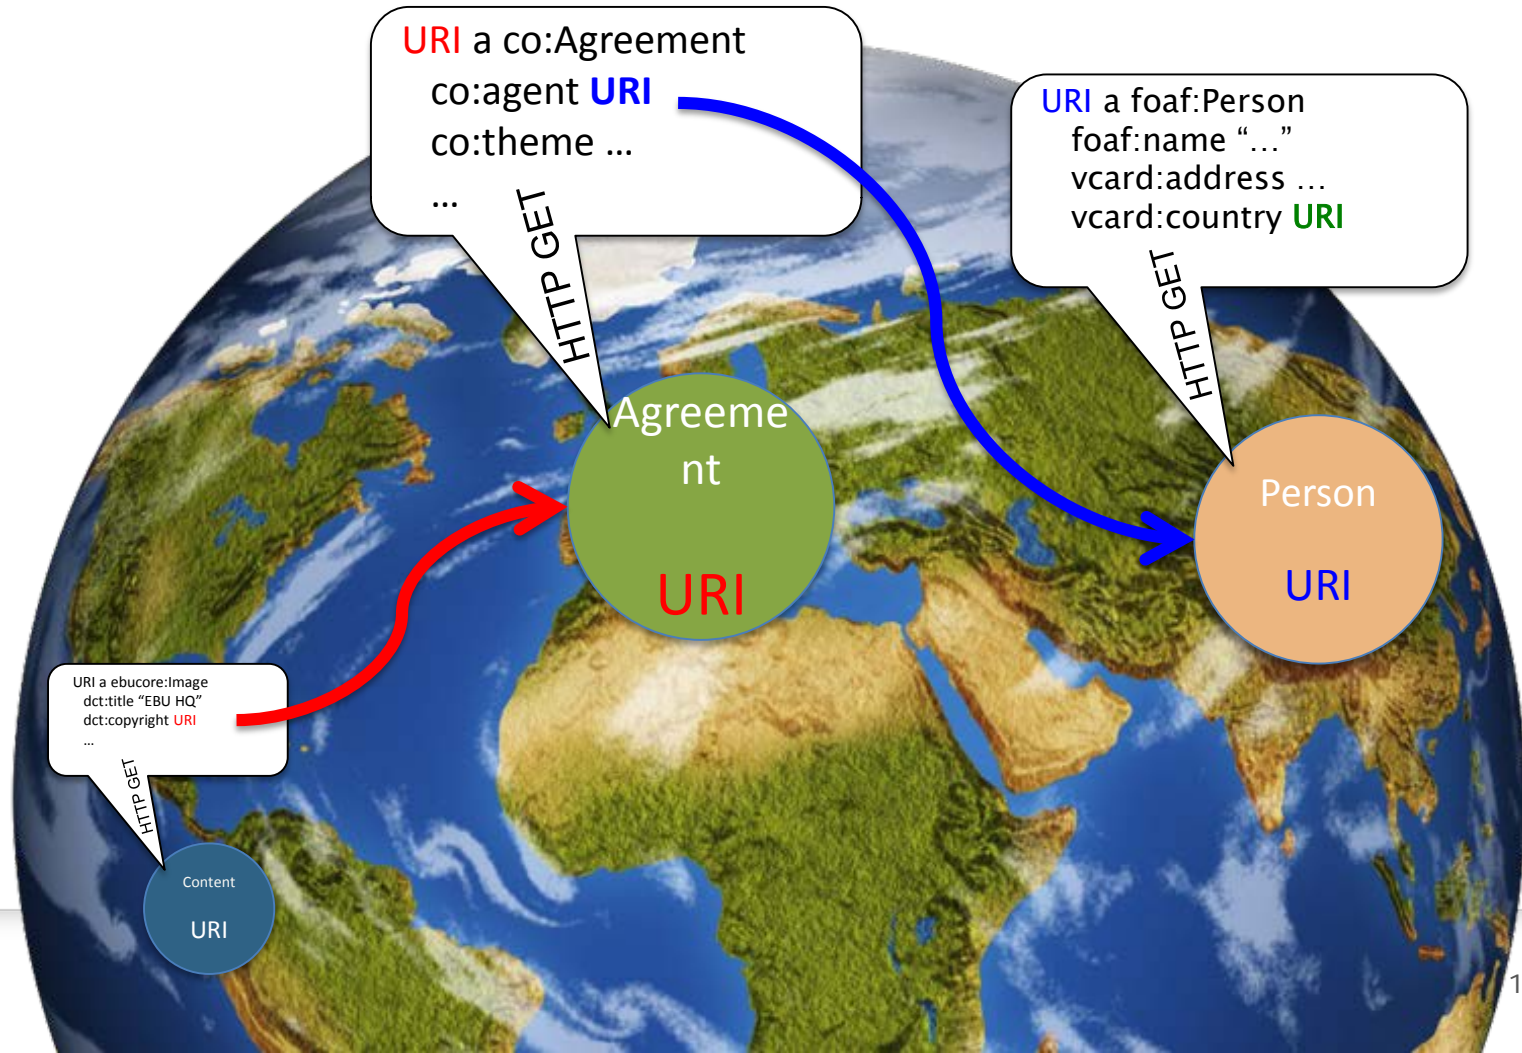 URI a co:Agreement
co:agent URI
co:theme …
…
HTTP GET
URI a foaf:Person
foaf:name “…”
vcard:address …
vcard:country URI
HTTP GET
Agreeme
nt
URI
Person
URI
URI a ebucore:Image
dct:title “EBU HQ”
dct:copyright URI
…
HTTP GET
Content
URI
1